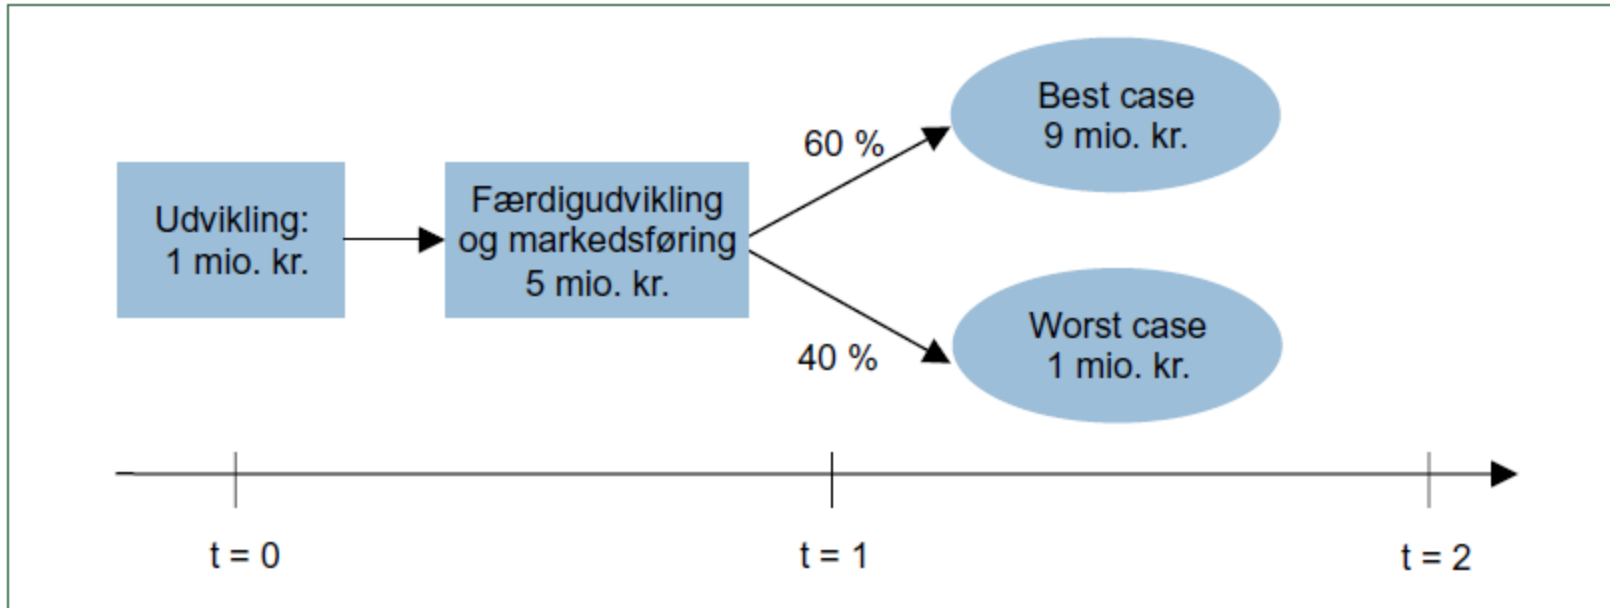 Udvikling:
1 mio. kr.
Færdigudvikling
og markedsføring
5 mio. kr.
60 %
40 %
Best case
9 mio. kr.
Worst case
1 mio. kr.
t = 0
t = 1
t = 2